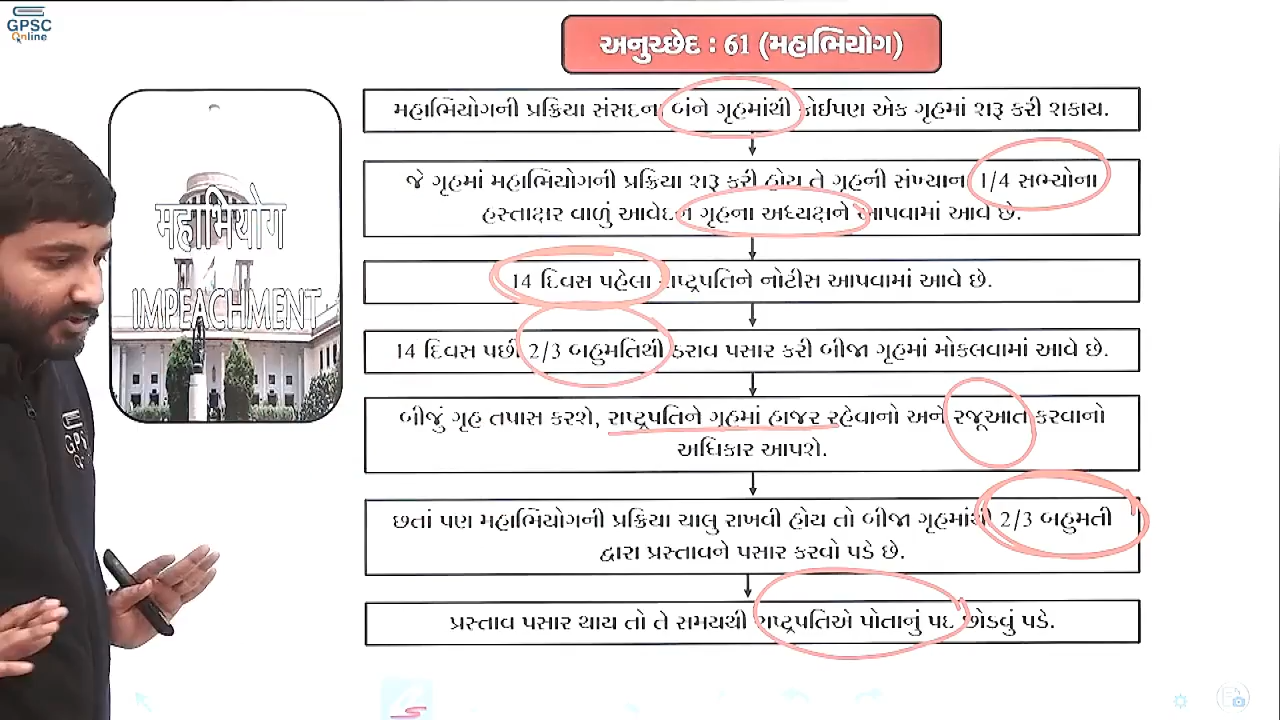 GPSC
Online
અનુચ્છેદ : 61 (મહાભિયોગ)
મહાભિયોગની પ્રક્રિયા સંસદના બંને ગૃહમાંથી કોઈપણ એક ગૃહમાં શરૂ કરી શકાય.
જે ગૃહમાં મહાભિયોગની પ્રક્રિયા શરૂ કરી હોય તે ગૃહની સંખ્યાન 1/4 સભ્યોના
હસ્તાક્ષર વાળું આવેદન ગૃહના અધ્યક્ષને આપવામાં આવે છે.
14 દિવસ પહેલા રાષ્ટ્રપતિને નોટીસ આપવામાં આવે છે.
14 દિવસ પછી 2/3 બહુમતિથી ઠરાવ પસાર કરી બીજા ગૃહમાં મોકલવામાં આવે છે.
બીજું ગૃહ તપાસ કરશે, રાષ્ટ્રપતિને ગૃહમાં હાજર રહેવાનો અને રજૂઆત કરવાનો
અધિકાર આપશે.
છતાં પણ મહાભિયોગની પ્રક્રિયા ચાલુ રાખવી હોય તો બીજા ગૃહમાંથી 2/3 બહુમતી
દ્વારા પ્રસ્તાવને પસાર કરવો પડે છે.
પ્રસ્તાવ પસાર થાય તો તે સમયથી રાષ્ટ્રપતિએ પોતાનું પદ છોડવું પડે.
महाभियोग
IMPEACHMENT
GPSC